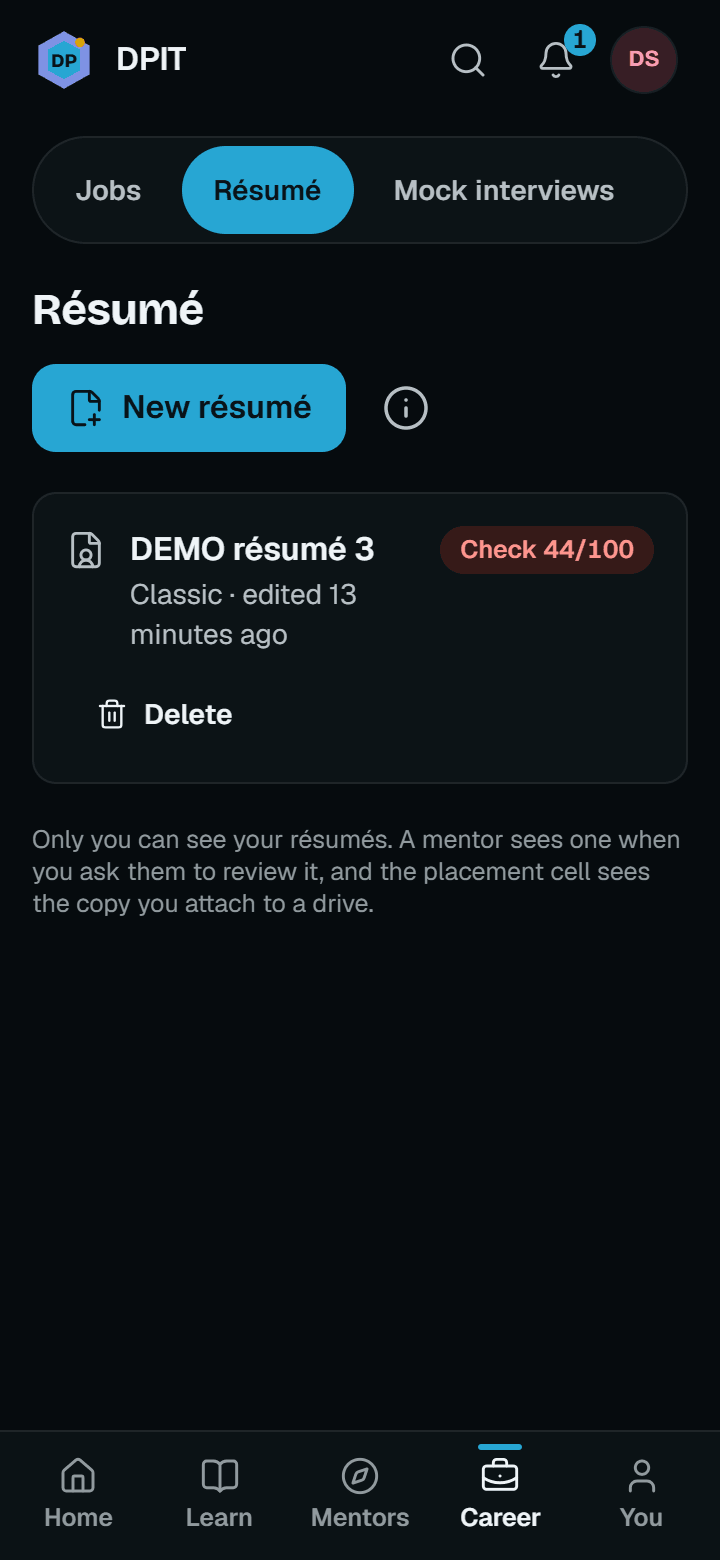 DP
DPIT
1
DS
Jobs
Résumé
Mock interviews
Résumé
New résumé
DEMO résumé 3
Check 44/100
Classic · edited 13
minutes ago
Delete
Only you can see your résumés. A mentor sees one when
you ask them to review it, and the placement cell sees
the copy you attach to a drive.
Home
Learn
Mentors
Career
You